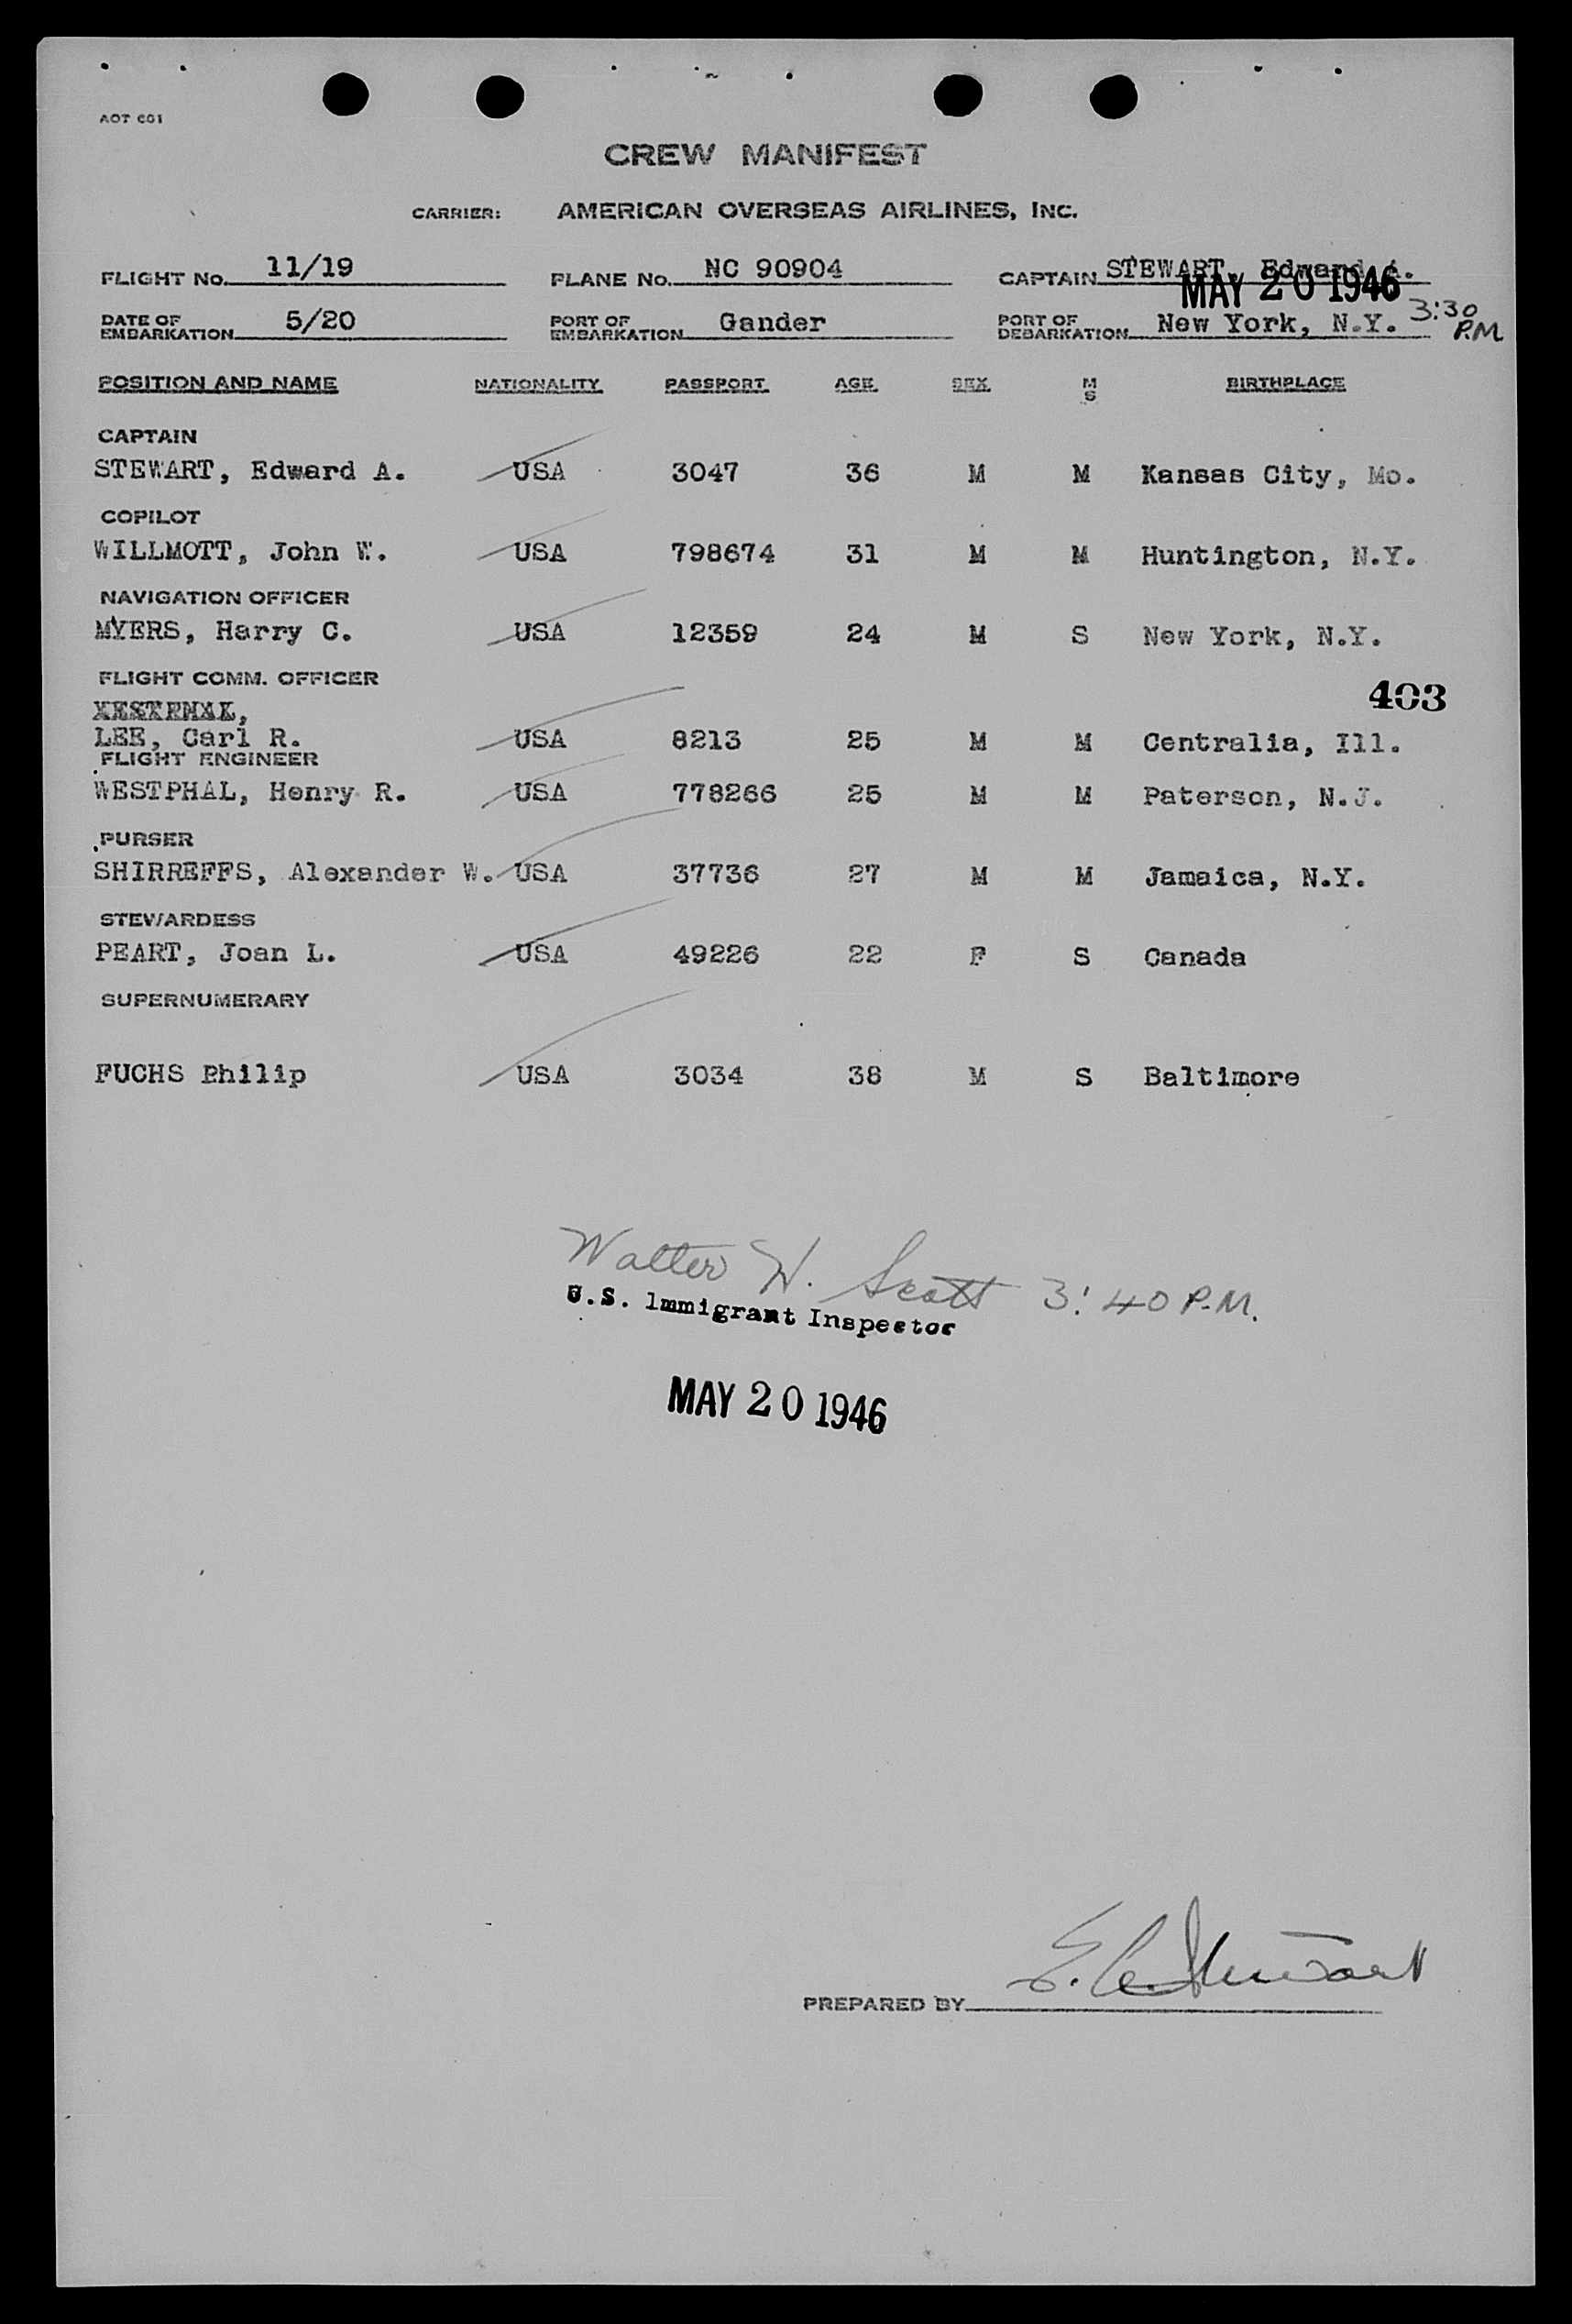 AOT 601
CREW MANIFEST
CARRIER: AMERICAN OVERSEAS AIRLINES, INC.
FLIGHT No. 11/19 PLANE No. NC 90904 CAPTAIN STEWART, Edward A.
MAY 20 1946
DATE OF EMBARKATION 5/20 PORT OF EMBARKATION Gander PORT OF DEBARKATION New York, N.Y. 3:30 P.M
POSITION AND NAME NATIONALITY PASSPORT AGE SEX M S BIRTHPLACE
CAPTAIN
STEWART, Edward A. USA 3047 36 M M Kansas City, Mo.
COPILOT
WILLMOTT, John W. USA 798674 31 M M Huntington, N.Y.
NAVIGATION OFFICER
MYERS, Harry C. USA 12359 24 M S New York, N.Y.
FLIGHT COMM. OFFICER
403
LEE, Carl R. USA 8213 25 M M Centralia, Ill.
FLIGHT ENGINEER
WESTPHAL, Henry R. USA 778266 25 M M Paterson, N.J.
PURSER
SHIRREFFS, Alexander W. USA 37736 27 M M Jamaica, N.Y.
STEWARDESS
PEART, Joan L. USA 49226 22 F S Canada
SUPERNUMERARY
FUCHS Philip USA 3034 38 M S Baltimore
Walter W. Scott 3:40 P.M.
U.S. Immigrant Inspector
MAY 20 1946
E. A. Stewart
PREPARED BY